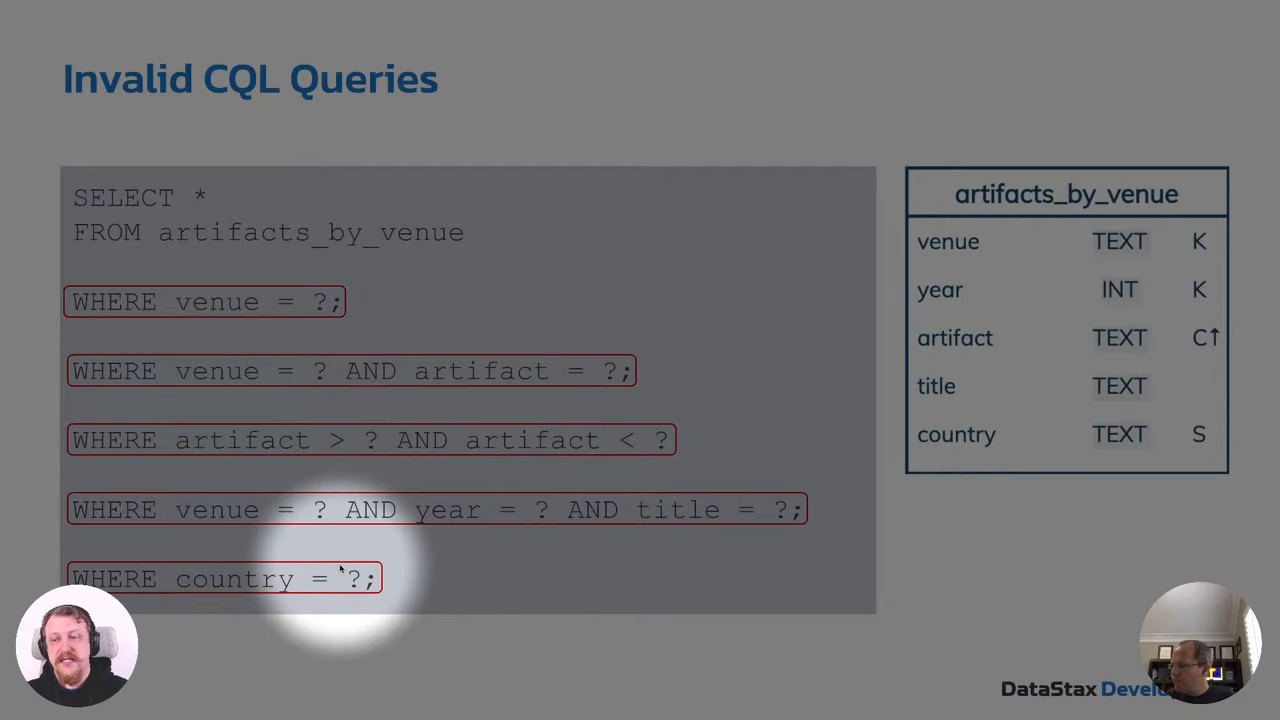 Invalid CQL Queries
SELECT *
FROM artifacts_by_venue
WHERE venue = ?;
WHERE venue = ? AND artifact = ?;
WHERE artifact > ? AND artifact < ?
WHERE venue = ? AND year = ? AND title = ?;
WHERE country = ?;
artifacts_by_venue
venue TEXT K
year INT K
artifact TEXT C↑
title TEXT
country TEXT S
DataStax Develo